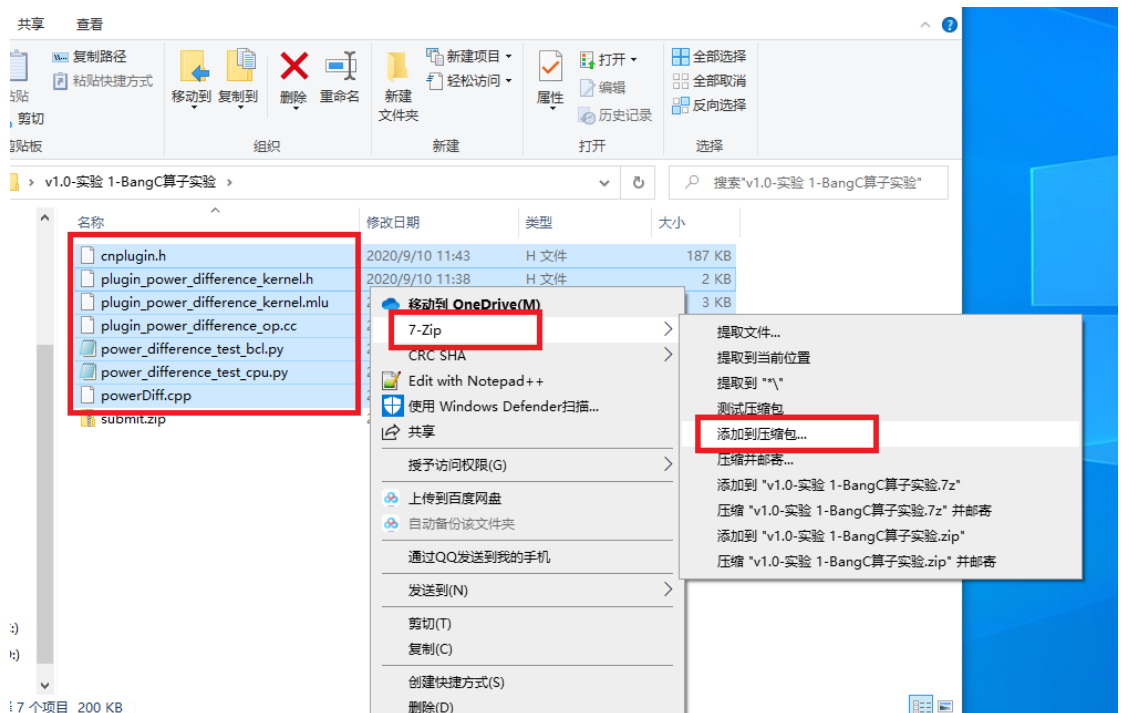 共享 查看
复制路径
粘贴快捷方式
剪切
移动到 复制到 删除 重命名
新建
文件夹
新建项目
轻松访问
属性
打开
编辑
历史记录
全部选择
全部取消
反向选择
组织 新建 打开 选择
v1.0-实验 1-BangC算子实验
搜索"v1.0-实验 1-BangC算子实验"
名称 修改日期 类型 大小
cnplugin.h 2020/9/10 11:43 H 文件 187 KB
plugin_power_difference_kernel.h 2020/9/10 11:38 H 文件 2 KB
plugin_power_difference_kernel.mlu 3 KB
plugin_power_difference_op.cc
power_difference_test_bcl.py
power_difference_test_cpu.py
powerDiff.cpp
submit.zip
移动到 OneDrive(M)
7-Zip
CRC SHA
Edit with Notepad++
使用 Windows Defender扫描...
共享
授予访问权限(G)
上传到百度网盘
自动备份该文件夹
通过QQ发送到我的手机
发送到(N)
剪切(T)
复制(C)
创建快捷方式(S)
删除(D)
提取文件...
提取到当前位置
提取到 "*\"
测试压缩包
添加到压缩包...
压缩并邮寄...
添加到 "v1.0-实验 1-BangC算子实验.7z"
压缩 "v1.0-实验 1-BangC算子实验.7z" 并邮寄
添加到 "v1.0-实验 1-BangC算子实验.zip"
压缩 "v1.0-实验 1-BangC算子实验.zip" 并邮寄
7 个项目 200 KB